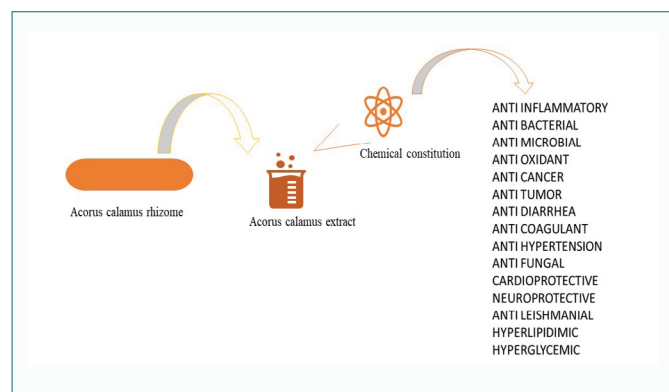 Acorus calamus rhizome
Acorus calamus extract
Chemical constitution
ANTI INFLAMMATORY
ANTI BACTERIAL
ANTI MICROBIAL
ANTI OXIDANT
ANTI CANCER
ANTI TUMOR
ANTI DIARRHEA
ANTI COAGULANT
ANTI HYPERTENSION
ANTI FUNGAL
CARDIOPROTECTIVE
NEUROPROTECTIVE
ANTI LEISHMANIAL
HYPERLIPIDIMIC
HYPERGLYCEMIC